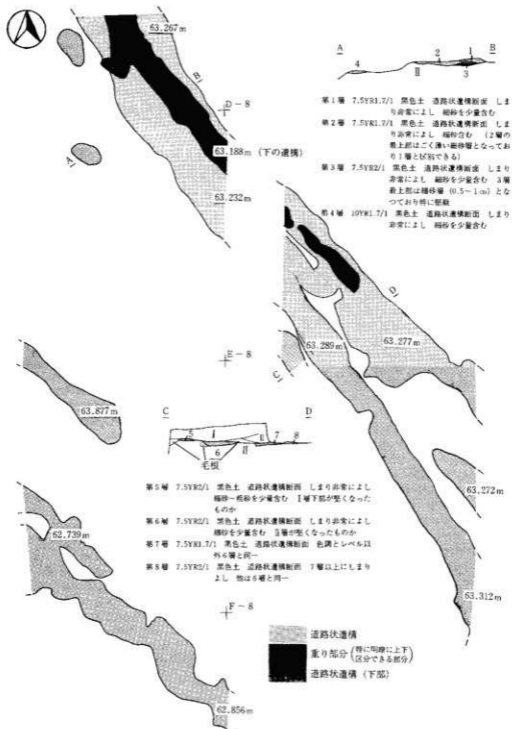 63.267m
D-8
63.188m (下の遺構)
63.232m
A
B
1
2
3
4
Ⅱ
第1層 7.5YR1.7/1 黒色土 道路状遺構断面 しま
り非常によし 細砂を少量含む
第2層 7.5YR1.7/1 黒色土 道路状遺構断面 しま
り非常によし 細砂含む (2層の
最上部はごく薄い細砂層となってお
り1層と区別できる)
第3層 7.5YR2/1 黒色土 道路状遺構断面 しまり
非常によし 細砂を少量含む 3層
最上部は細砂層 (0.5~1㎝) とな
っており特に堅緻
第4層 10YR1.7/1 黒色土 道路状遺構断面 しまり
非常によし 細砂を少量含む
B1
A1
D1
C1
63.277m
63.289m
E-8
63.877m
C
D
5
Ⅰ
Ⅱ
6
Ⅱ
7
8
毛根
第5層 7.5YR2/1 黒色土 道路状遺構断面 しまり非常によし
細砂~粗砂を少量含む Ⅰ層下部が堅くなった
ものか
第6層 7.5YR2/1 黒色土 道路状遺構断面 しまり非常によし
細砂を少量含む Ⅱ層が堅くなったものか
第7層 7.5YR1.7/1 黒色土 道路状遺構断面 色調とレベル以
外6層と同一
第8層 7.5YR2/1 黒色土 道路状遺構断面 7層以上にしまり
よし 他は6層と同一
63.272m
62.739m
63.312m
F-8
62.856m
道路状遺構
重り部分 (特に明瞭に上下
区分できる部分)
道路状遺構 (下部)